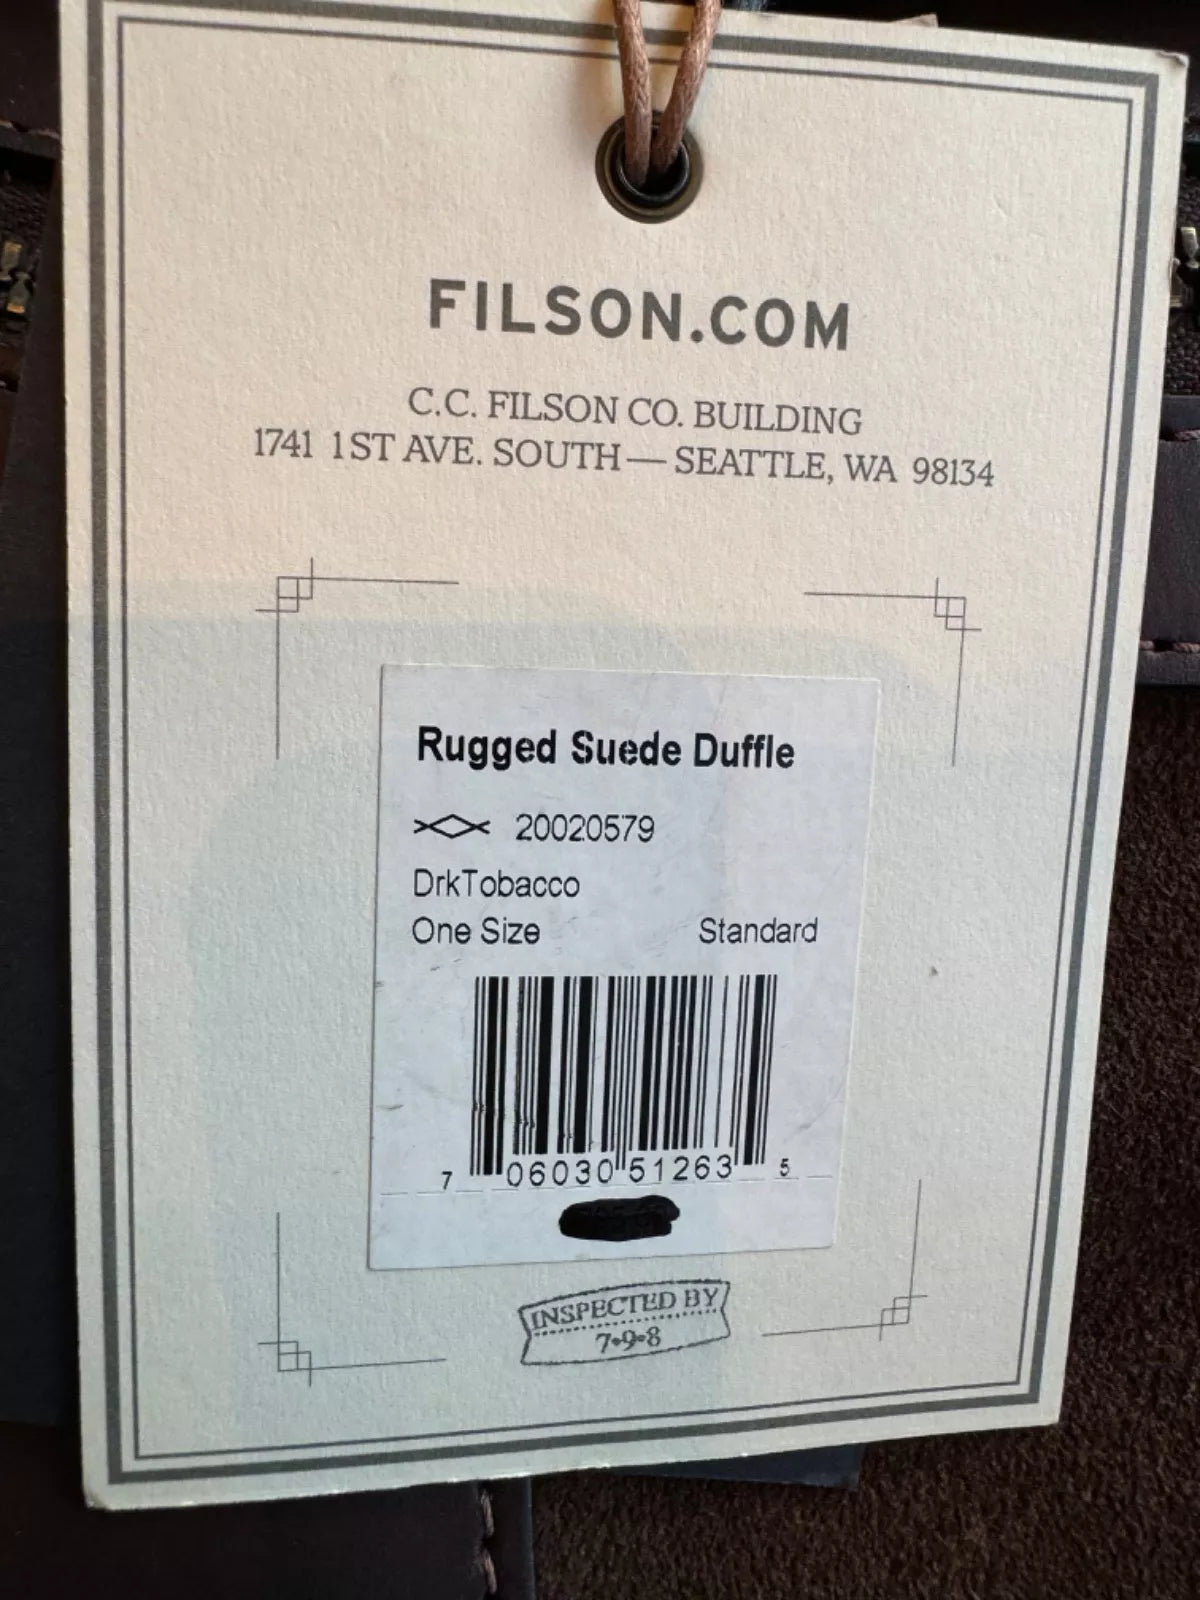 FILSON.COM
C.C. FILSON CO. BUILDING
1741 1ST AVE. SOUTH — SEATTLE, WA 98134
Rugged Suede Duffle
20020579
DrkTobacco
One Size Standard
7 06030 51263 5
INSPECTED BY
7•9•8